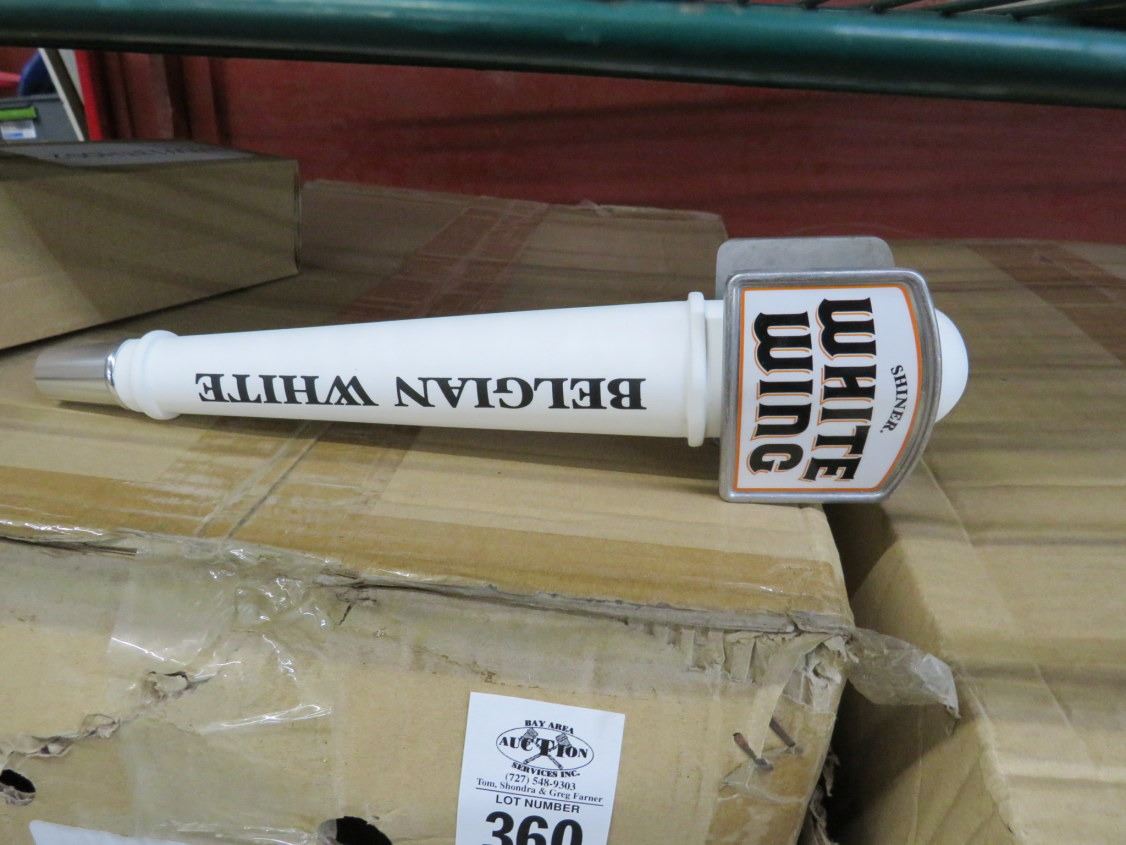 BELGIAN WHITE
SHINER.
WHITE
WING
BAY AREA
AUCTION
SERVICES INC.
(727) 548-9303
Tom, Shondra & Greg Farner
LOT NUMBER
360